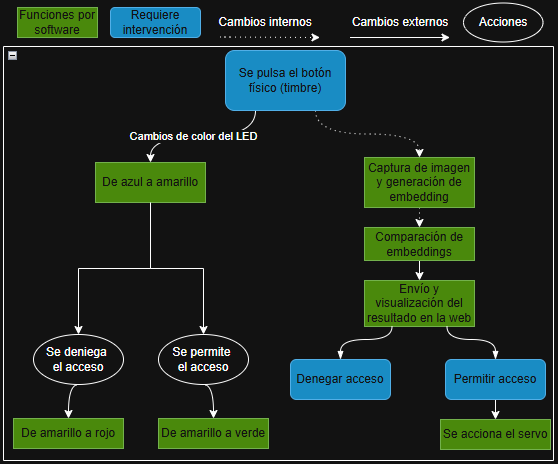 Funciones por
software
Requiere
intervención
Cambios internos
Cambios externos
Acciones
Se pulsa el botón
físico (timbre)
Cambios de color del LED
De azul a amarillo
Captura de imagen
y generación de
embedding
Comparación de
embeddings
Envío y
visualización del
resultado en la web
Se deniega
el acceso
Se permite
el acceso
Denegar acceso
Permitir acceso
De amarillo a rojo
De amarillo a verde
Se acciona el servo